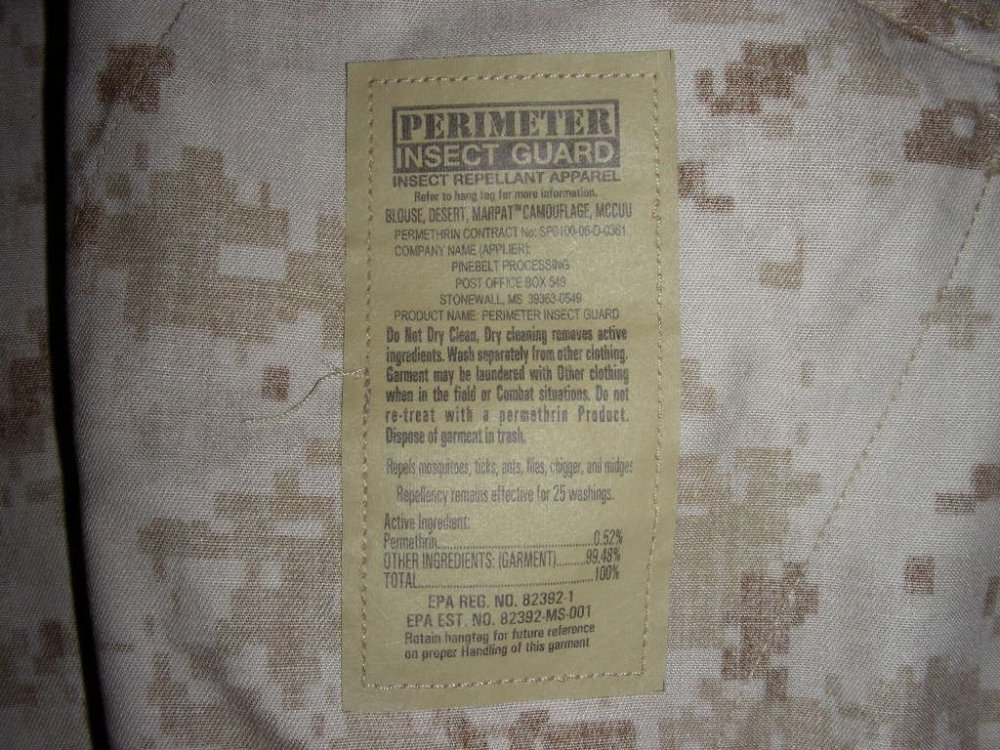 PERIMETER
INSECT GUARD
INSECT REPELLANT APPAREL
Refer to hang tag for more information.
BLOUSE, DESERT, MARPAT™ CAMOUFLAGE, MCCUU
PERMETHRIN CONTRACT No: SP0100-06-D-0361
COMPANY NAME (APPLIER):
PINEBELT PROCESSING
POST OFFICE BOX 549
STONEWALL, MS 39363-0549
PRODUCT NAME: PERIMETER INSECT GUARD
Do Not Dry Clean, Dry cleaning removes active
ingredients. Wash separately from other clothing.
Garment may be laundered with Other clothing
when in the field or Combat situations. Do not
re-treat with a permethrin Product.
Dispose of garment in trash.
Repels mosquitoes, ticks, ants, flies, chigger, and midges
Repellency remains effective for 25 washings.
Active Ingredient:
Permethrin..............................0.52%
OTHER INGREDIENTS: (GARMENT).......99.48%
TOTAL..................................100%
EPA REG. NO. 82392-1
EPA EST. NO. 82392-MS-001
Retain hangtag for future reference
on proper Handling of this garment